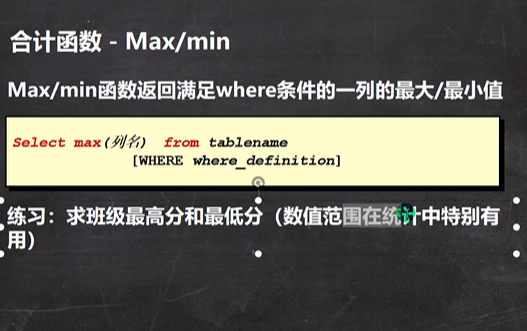 合计函数 - Max/min
Max/min函数返回满足where条件的一列的最大/最小值
Select max(列名) from tablename
[WHERE where_definition]
练习：求班级最高分和最低分（数值范围在统计中特别有
用）